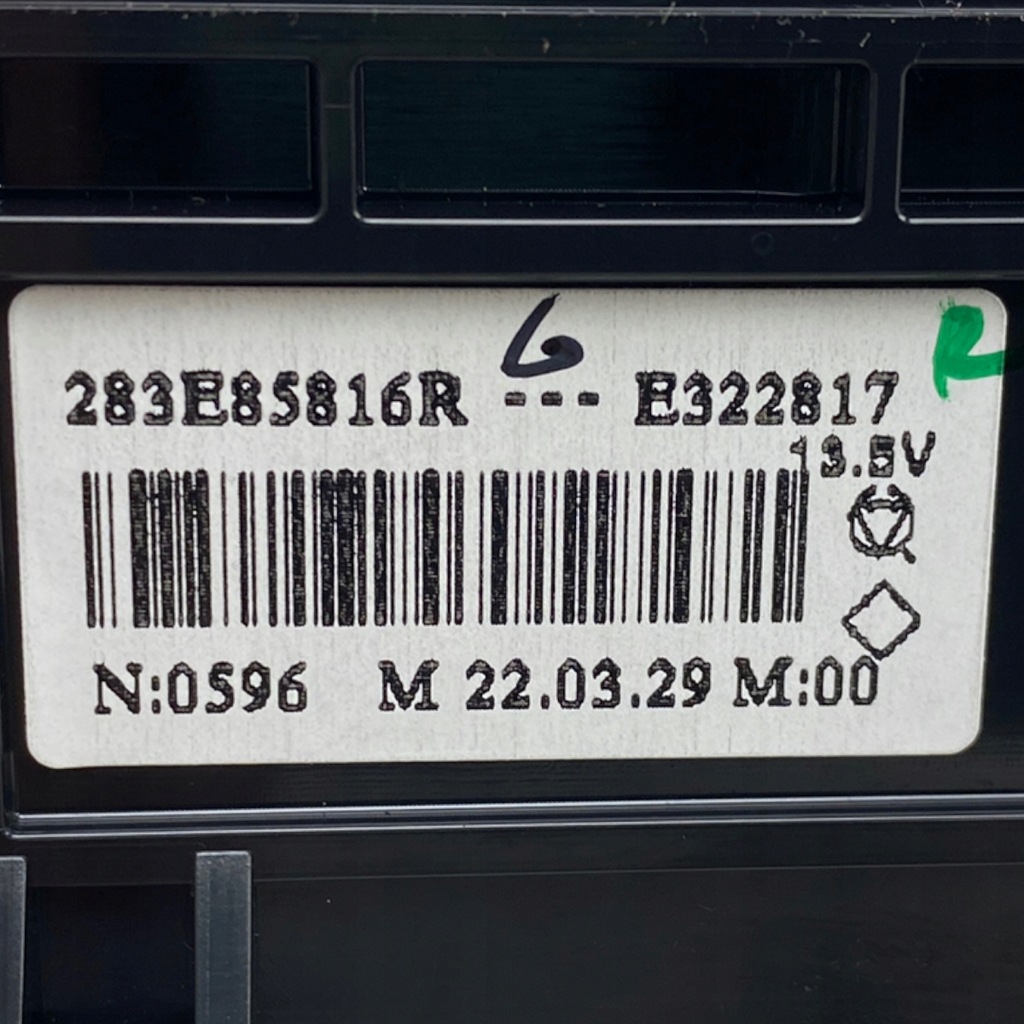 6
R
283E85816R --- E322817
13.5V
N:0596 M 22.03.29 M:00